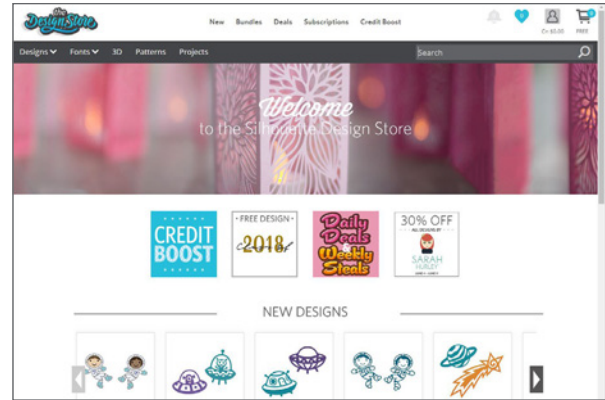 the
Design Store
New Bundles Deals Subscriptions Credit Boost
0
0
Cr: $0.00 FREE
Designs Fonts 3D Patterns Projects
Search
Welcome
to the Silhouette Design Store
CREDIT
BOOST
- FREE DESIGN -
2018
Daily
Deals
&
Weekly
Steals
30% OFF
ALL DESIGNS BY
SARAH
HURLEY
NEW DESIGNS